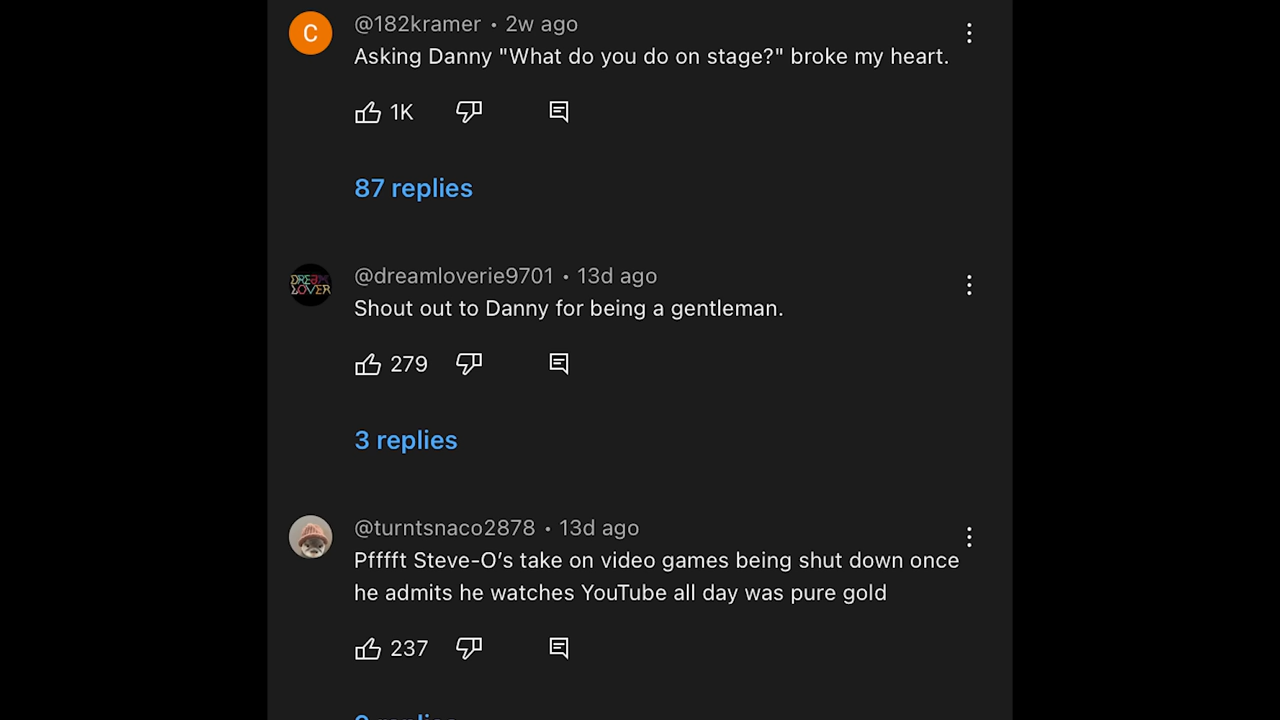 C
@182kramer • 2w ago
Asking Danny "What do you do on stage?" broke my heart.
1K
87 replies
DREAM
LOVER
@dreamloverie9701 • 13d ago
Shout out to Danny for being a gentleman.
279
3 replies
@turntsnaco2878 • 13d ago
Pfffft Steve-O’s take on video games being shut down once
he admits he watches YouTube all day was pure gold
237